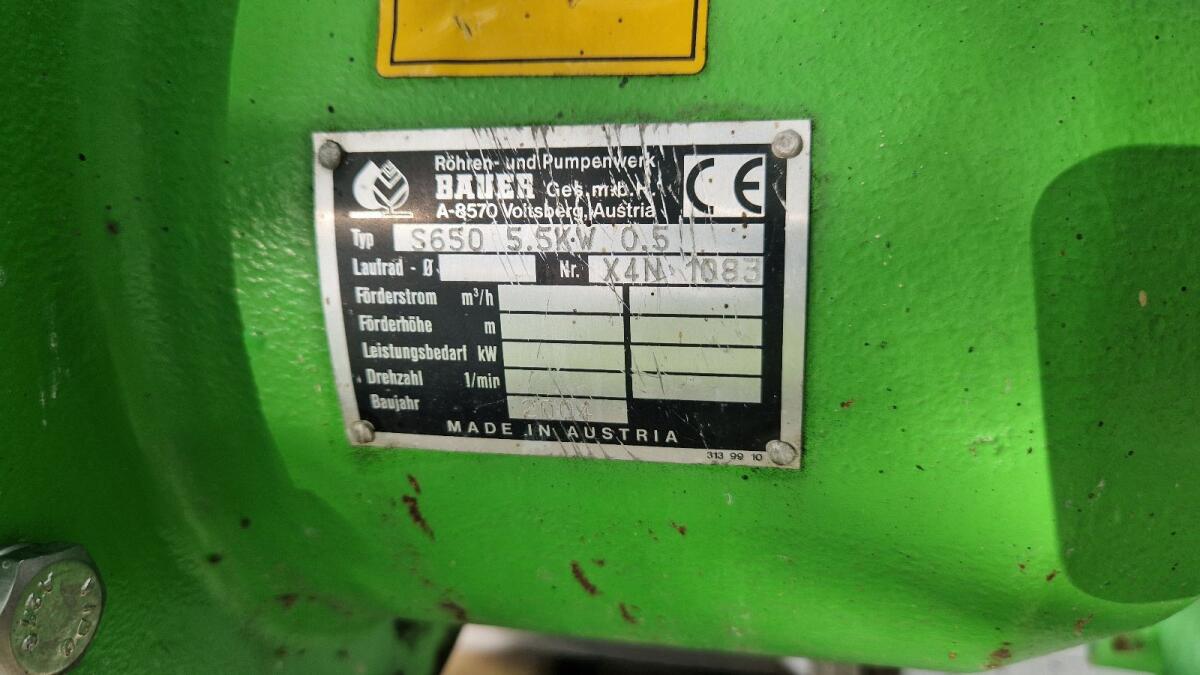 Röhren- und Pumpenwerk
BAUER Ges.m.b.H.
A-8570 Voitsberg, Austria
CE
Typ S650 5.5KW 0.5
Laufrad - Ø Nr. X4N 1083
Förderstrom m³/h
Förderhöhe m
Leistungsbedarf kW
Drehzahl 1/min
Baujahr 2004
MADE IN AUSTRIA
313 99 10